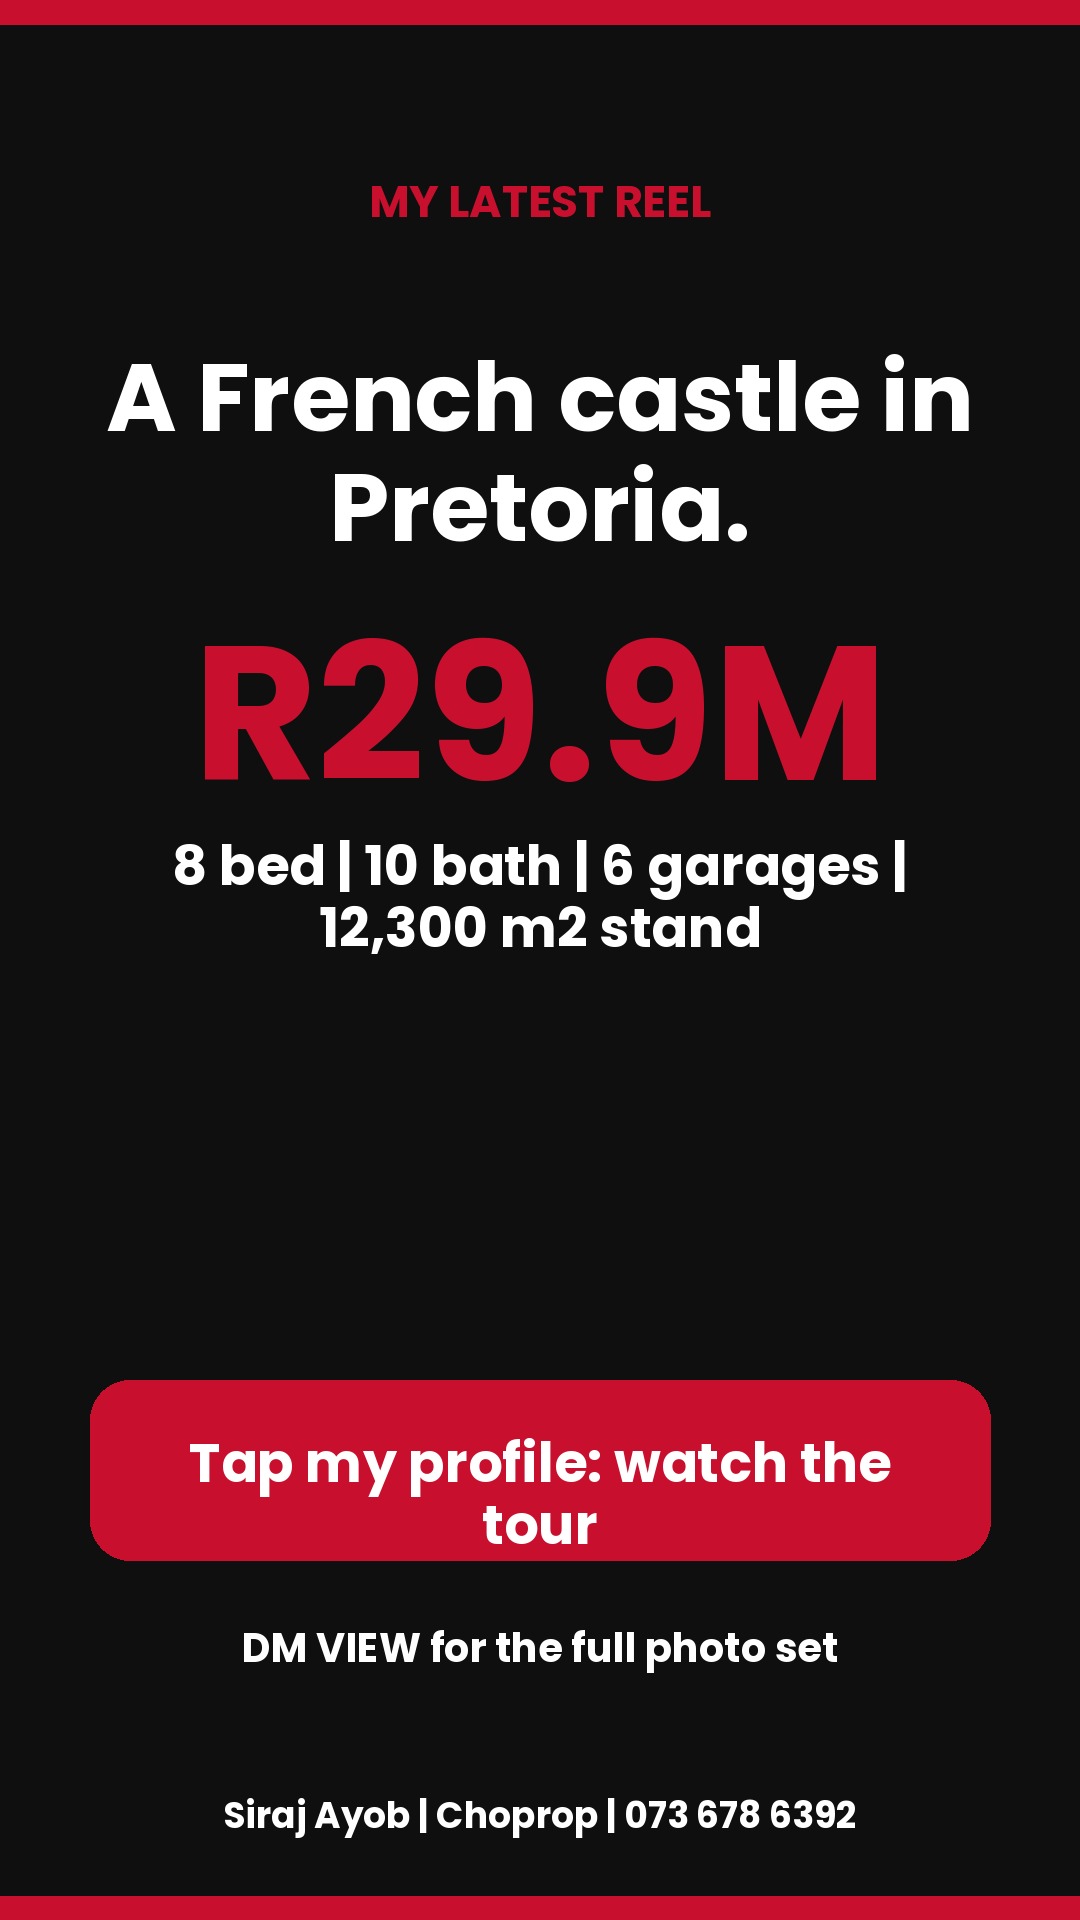 MY LATEST REEL
A French castle in
Pretoria.
R29.9M
8 bed | 10 bath | 6 garages |
12,300 m2 stand
Tap my profile: watch the
tour
DM VIEW for the full photo set
Siraj Ayob | Choprop | 073 678 6392